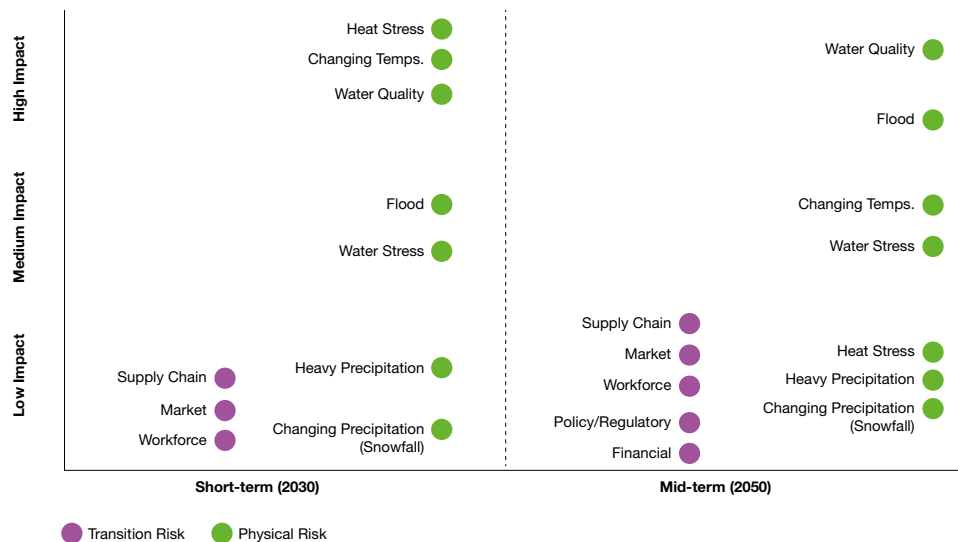 High Impact
Medium Impact
Low Impact
Heat Stress
Changing Temps.
Water Quality
Flood
Water Stress
Heavy Precipitation
Changing Precipitation
(Snowfall)
Supply Chain
Market
Workforce
Water Quality
Flood
Changing Temps.
Water Stress
Supply Chain
Market
Workforce
Policy/Regulatory
Financial
Heat Stress
Heavy Precipitation
Changing Precipitation
(Snowfall)
Short-term (2030)
Mid-term (2050)
Transition Risk
Physical Risk